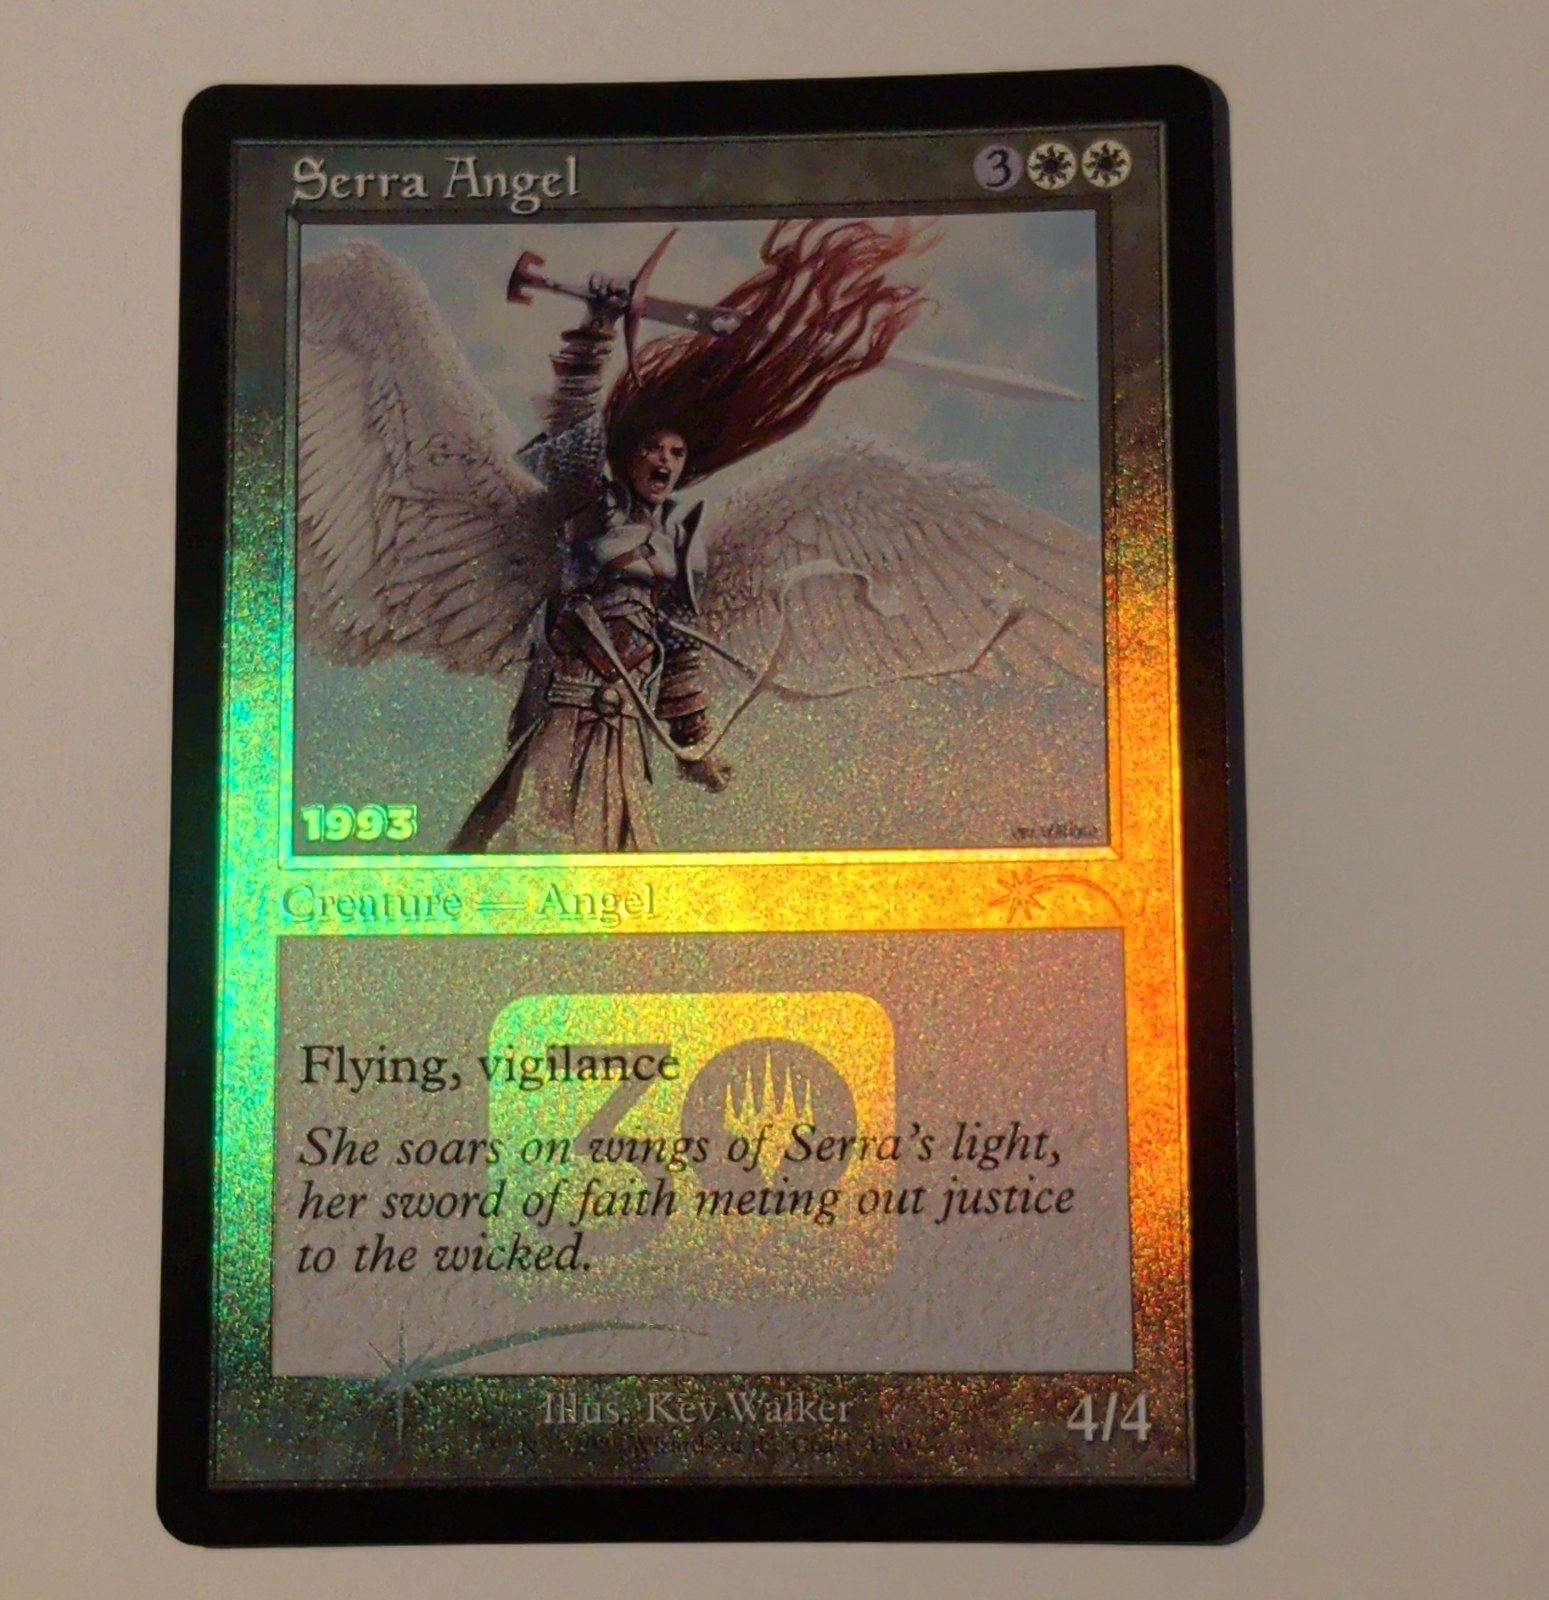 Serra Angel 3
1993
Creature — Angel
30
Flying, vigilance
She soars on wings of Serra's light,
her sword of faith meting out justice
to the wicked.
Illus. Kev Walker
4/4